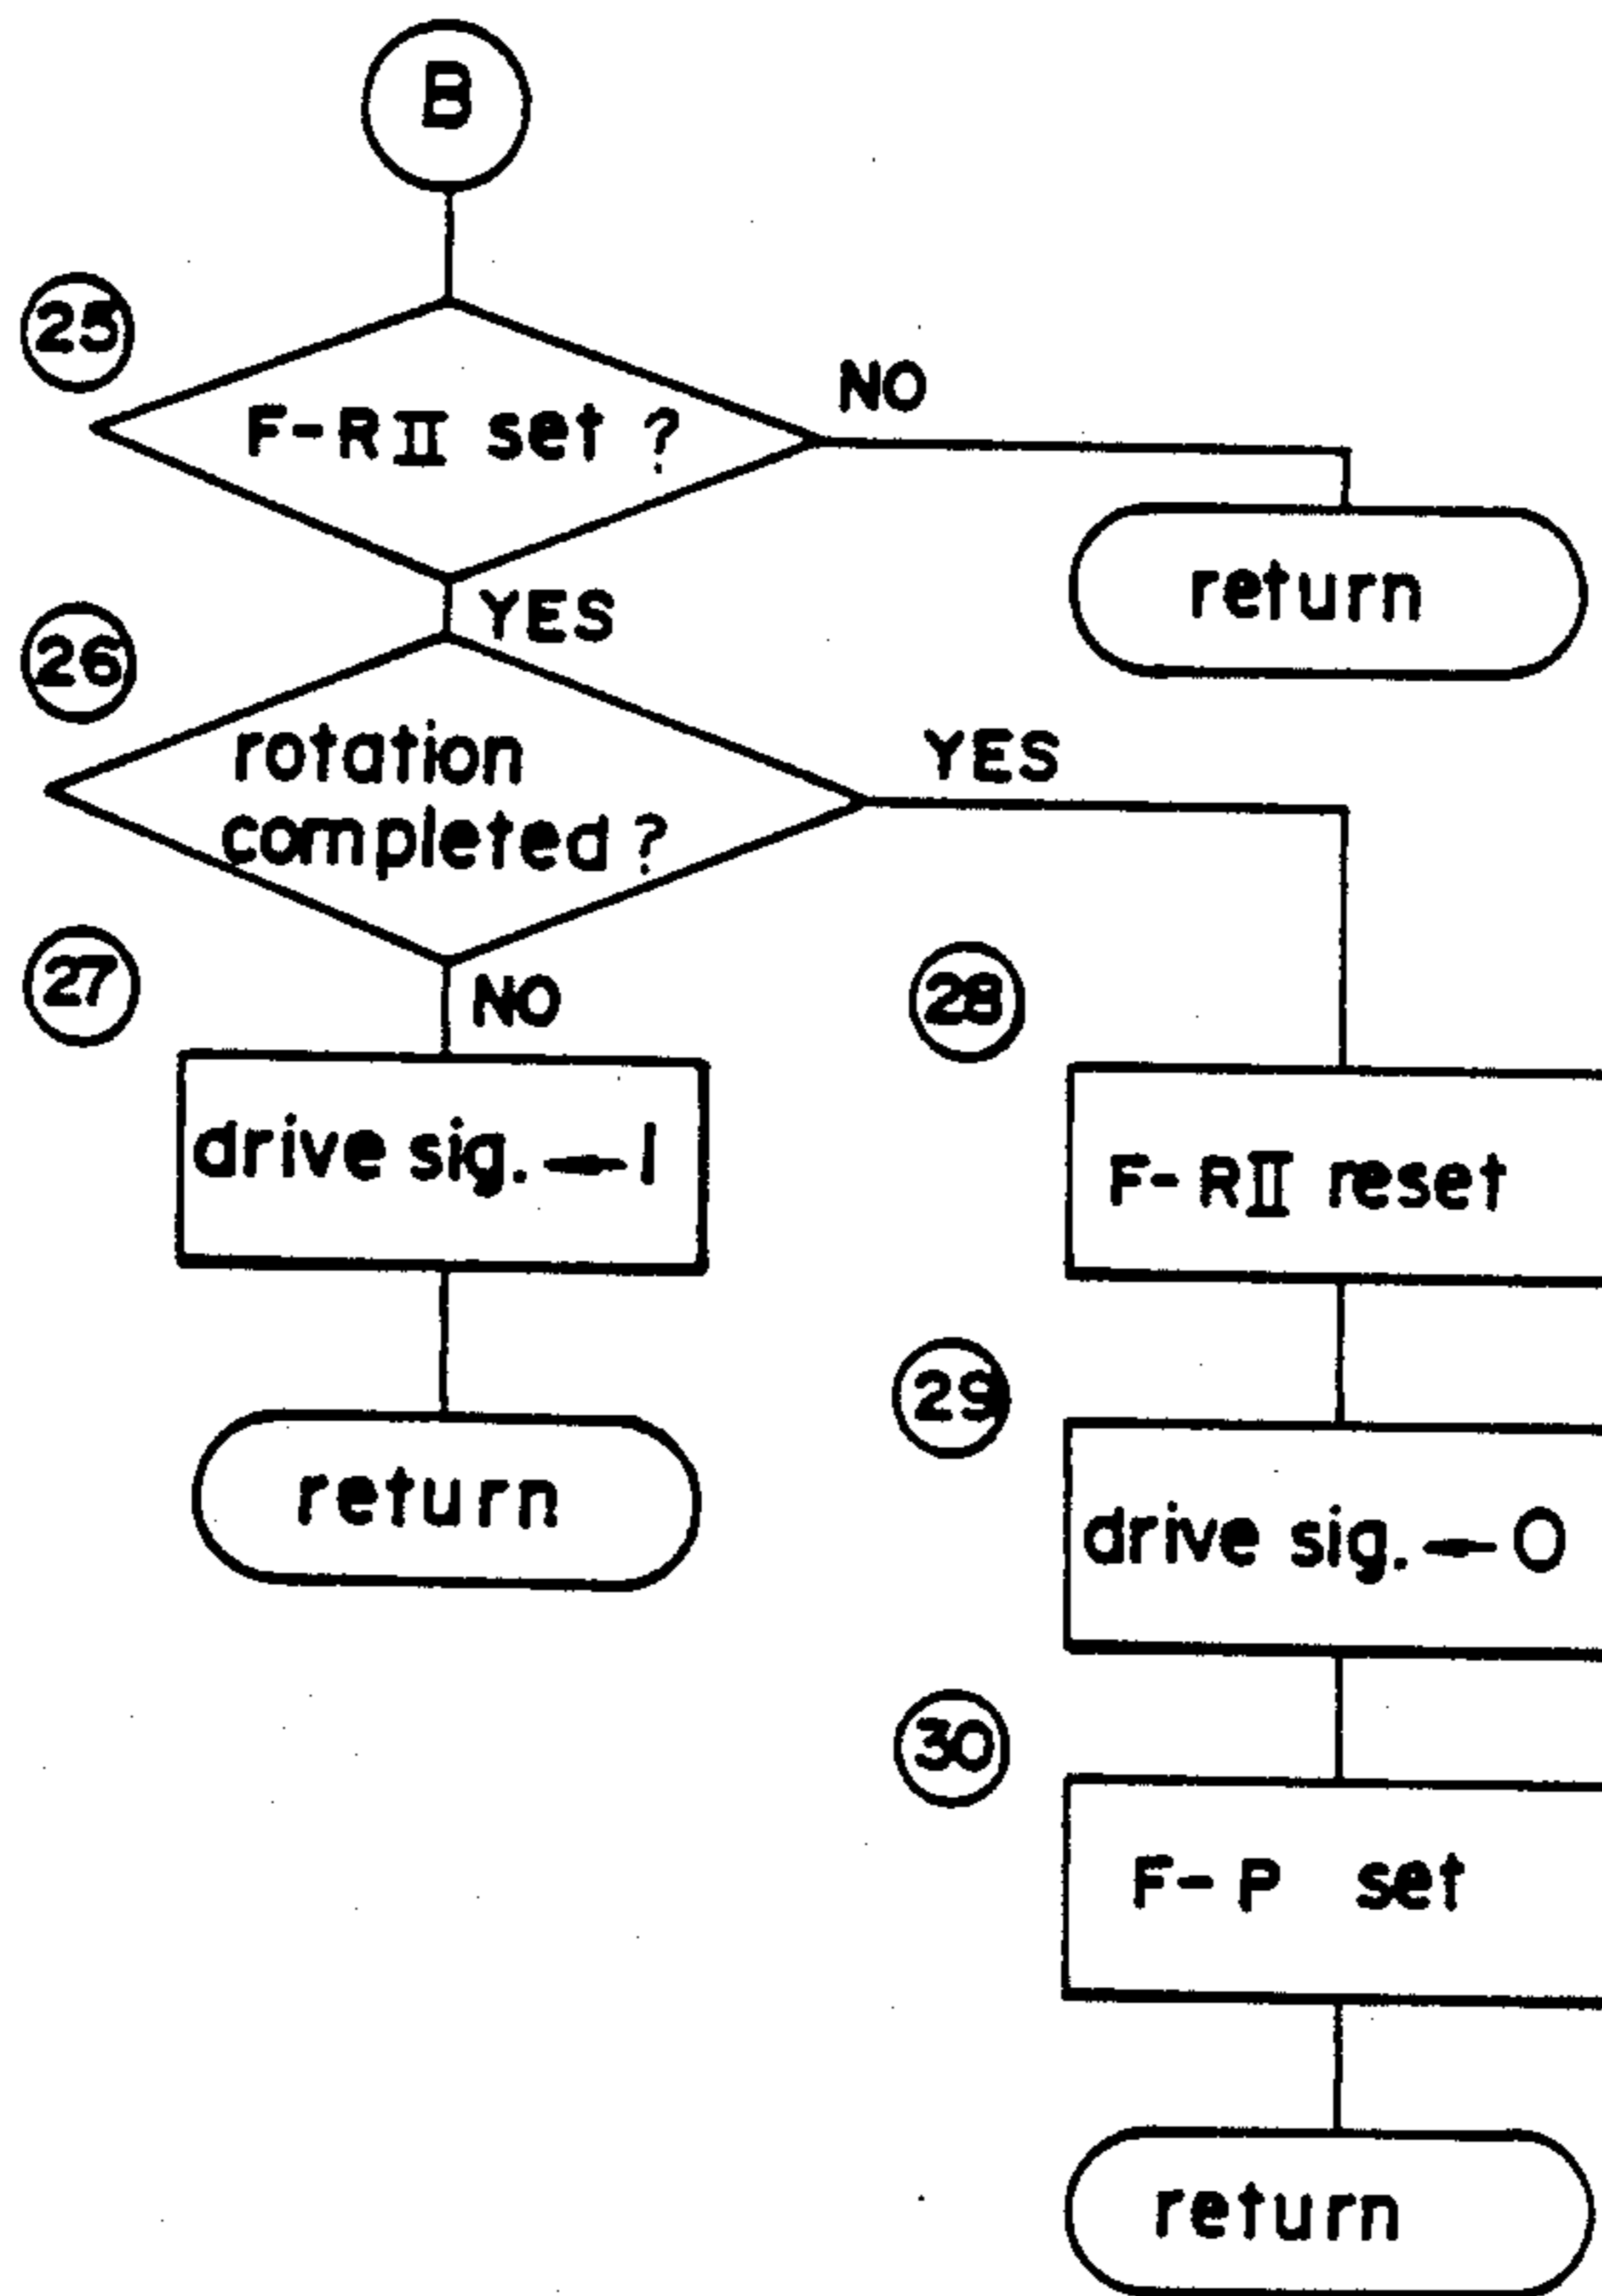 B
25
F-RII set ?
NO
return
YES
26
rotation
completed ?
YES
27
NO
drive sig. ← 1
return
28
F-RII reset
29
drive sig. ← 0
30
F-P set
return